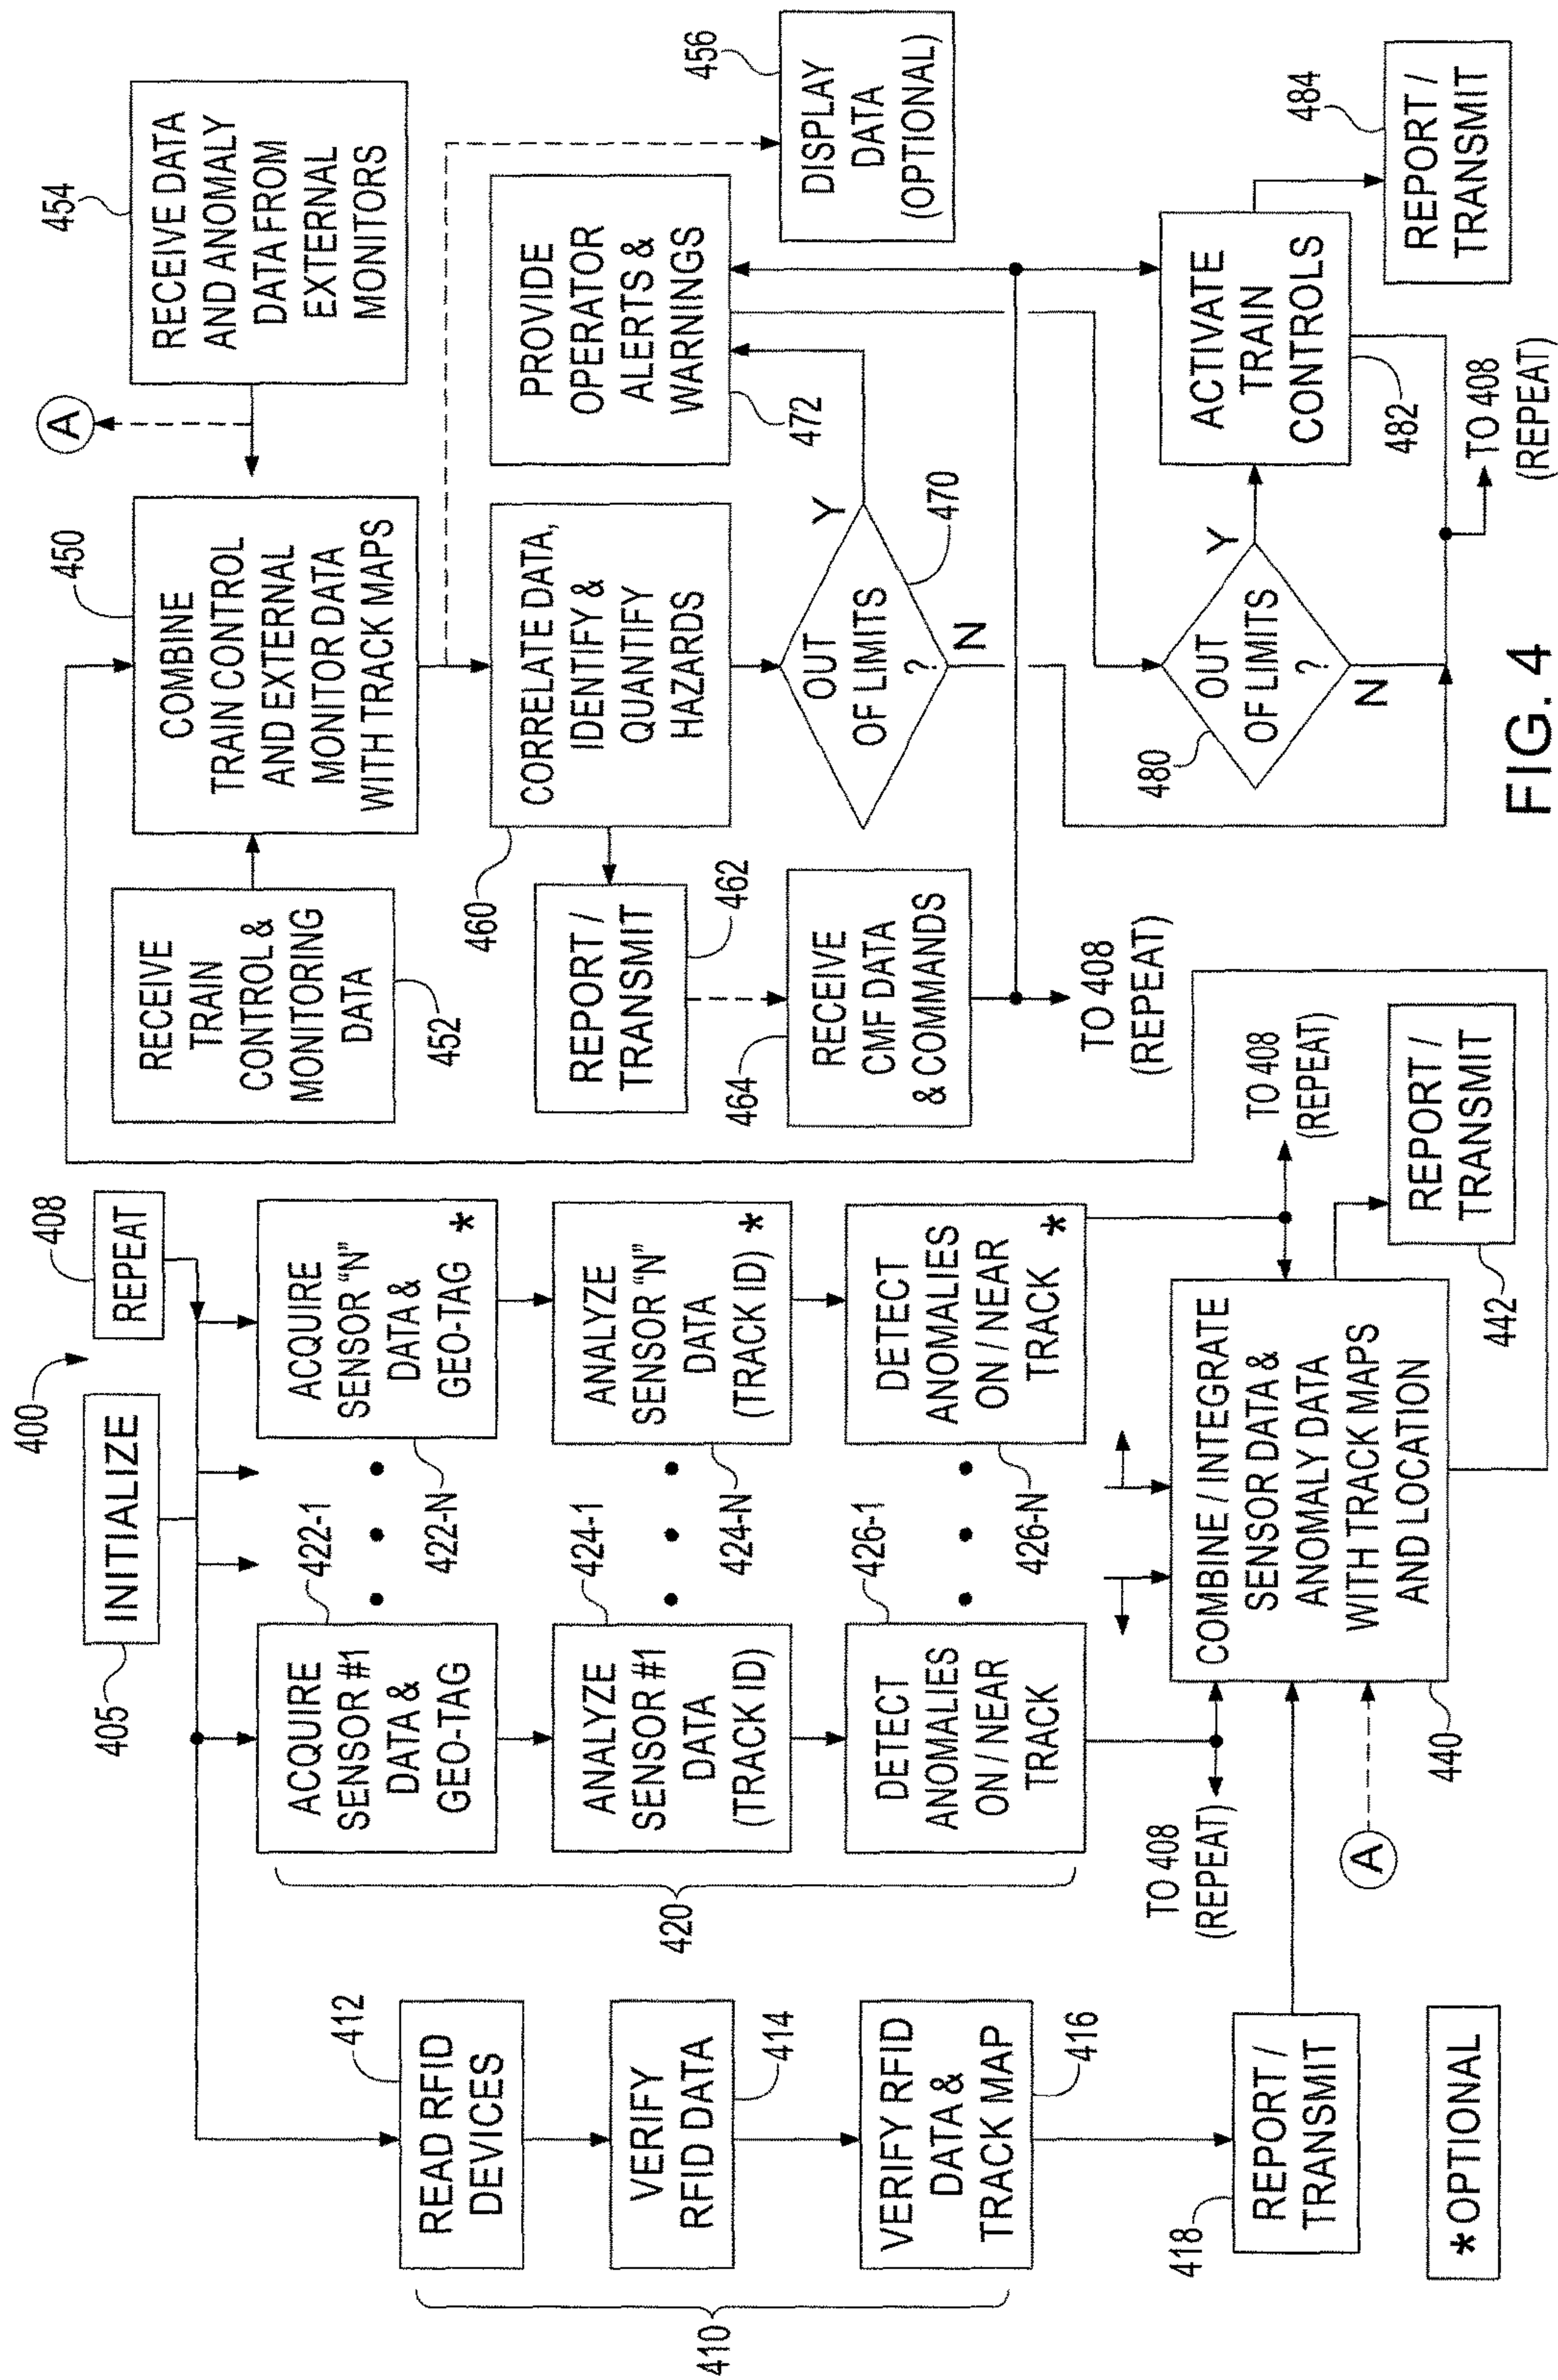 400
INITIALIZE
405
REPEAT
408
READ RFID
DEVICES
412
VERIFY
RFID DATA
414
VERIFY RFID
DATA &
TRACK MAP
416
410
REPORT /
TRANSMIT
418
* OPTIONAL
ACQUIRE
SENSOR #1
DATA &
GEO-TAG
422-1
ACQUIRE
SENSOR "N"
DATA &
GEO-TAG *
422-N
ANALYZE
SENSOR #1
DATA
(TRACK ID)
424-1
ANALYZE
SENSOR "N"
DATA
(TRACK ID) *
424-N
DETECT
ANOMALIES
ON / NEAR
TRACK
426-1
DETECT
ANOMALIES
ON / NEAR
TRACK *
426-N
420
TO 408
(REPEAT)
TO 408
(REPEAT)
A
COMBINE / INTEGRATE
SENSOR DATA &
ANOMALY DATA
WITH TRACK MAPS
AND LOCATION
440
REPORT /
TRANSMIT
442
RECEIVE
TRAIN
CONTROL &
MONITORING
DATA
452
COMBINE
TRAIN CONTROL
AND EXTERNAL
MONITOR DATA
WITH TRACK MAPS
450
A
RECEIVE DATA
AND ANOMALY
DATA FROM
EXTERNAL
MONITORS
454
CORRELATE DATA,
IDENTIFY &
QUANTIFY
HAZARDS
460
REPORT /
TRANSMIT
462
RECEIVE
CMF DATA
& COMMANDS
464
TO 408
(REPEAT)
PROVIDE
OPERATOR
ALERTS &
WARNINGS
472
DISPLAY
DATA
(OPTIONAL)
456
OUT
OF LIMITS
?
470
Y
N
OUT
OF LIMITS
?
480
Y
N
ACTIVATE
TRAIN
CONTROLS
482
REPORT /
TRANSMIT
484
TO 408
(REPEAT)
FIG. 4